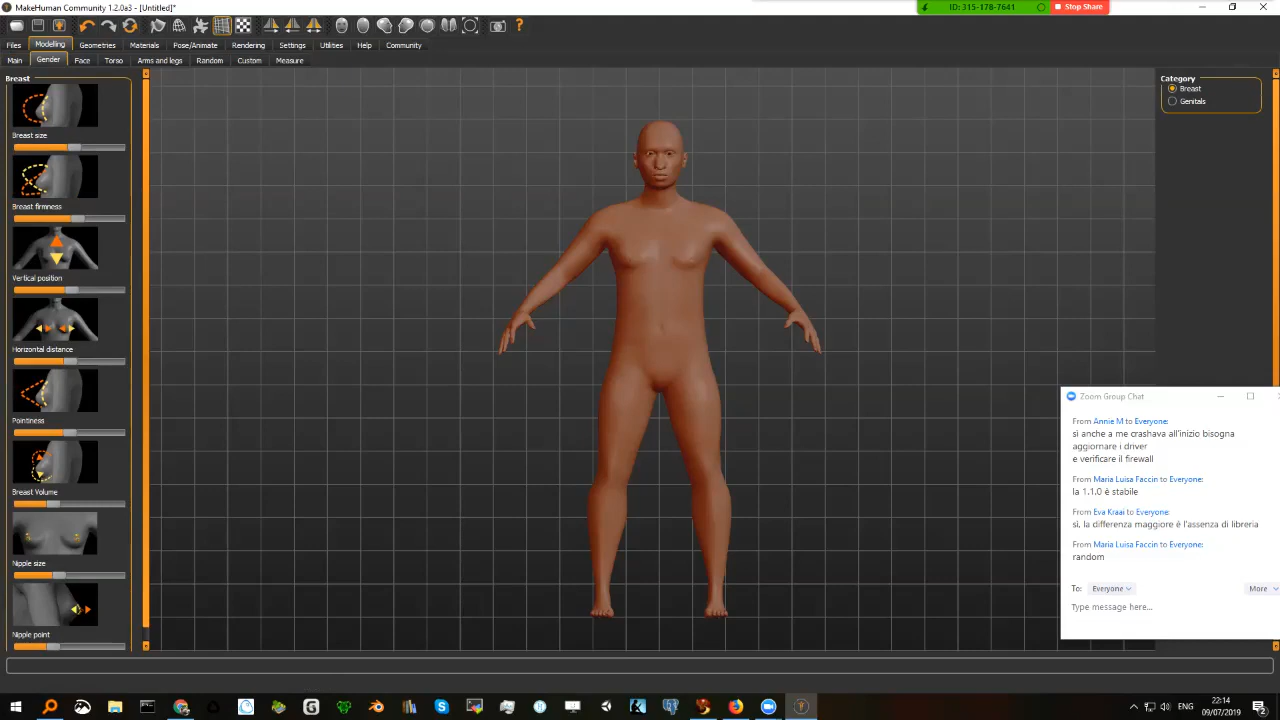 MakeHuman Community 1.2.0a3 - [Untitled]*
ID: 315-178-7641
Stop Share
Files Modelling Geometries Materials Pose/Animate Rendering Settings Utilities Help Community
Main Gender Face Torso Arms and legs Random Custom Measure
Breast
Breast size
Breast firmness
Vertical position
Horizontal distance
Pointiness
Breast Volume
Nipple size
Nipple point
Category
Breast
Genitals
Zoom Group Chat
From Annie M to Everyone:
sì anche a me crashava all'inizio bisogna
aggiornare i driver
e verificare il firewall
From Maria Luisa Faccin to Everyone:
la 1.1.0 è stabile
From Eva Kraai to Everyone:
sì, la differenza maggiore é l'assenza di libreria
From Maria Luisa Faccin to Everyone:
random
To: Everyone More
Type message here...
ENG
22:14
09/07/2019